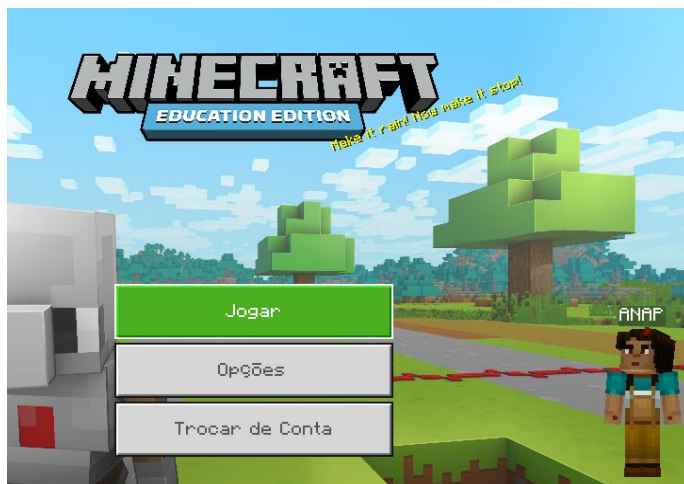 MINECRAFT
EDUCATION EDITION
Make it rain! Now make it stop!
Jogar
ANAP
Opções
Trocar de Conta